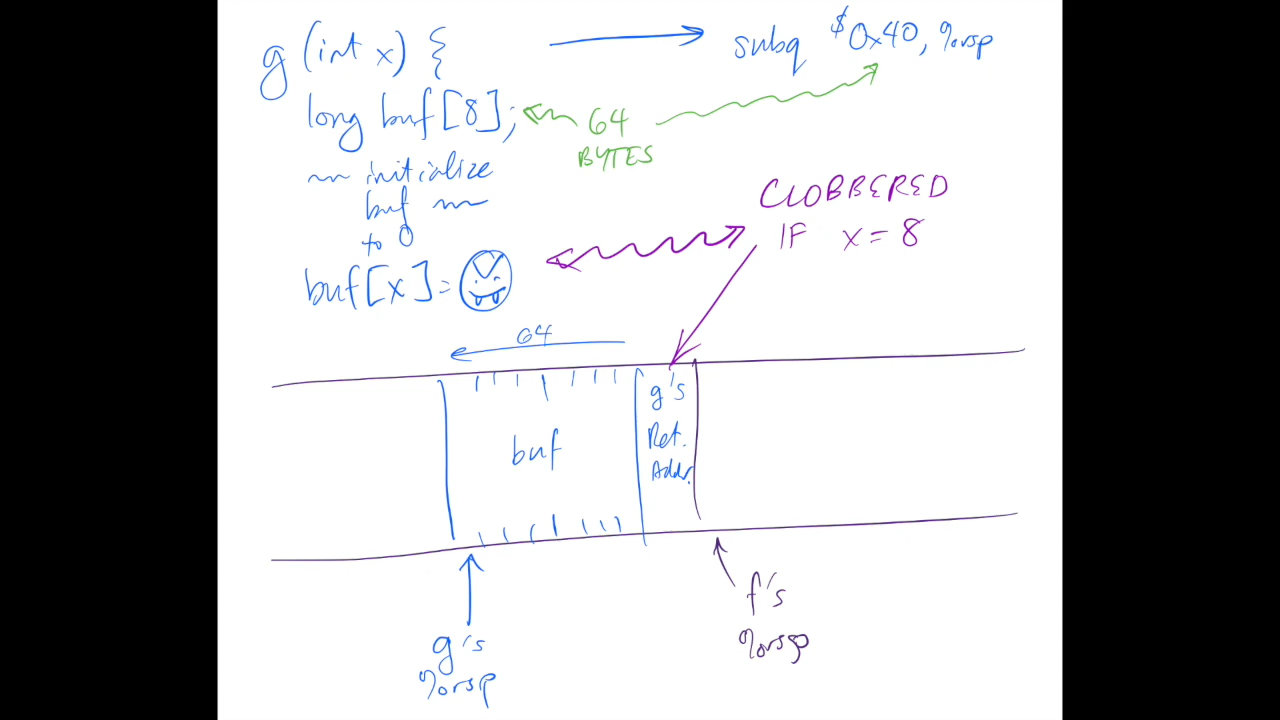 g (int x) {
subq $0x40, %rsp
long buf[8];
64
BYTES
initialize
buf
to 0
CLOBBERED
IF x = 8
buf[x] =
64
buf
g's
Ret.
Addr.
g's
%rsp
f's
%rsp